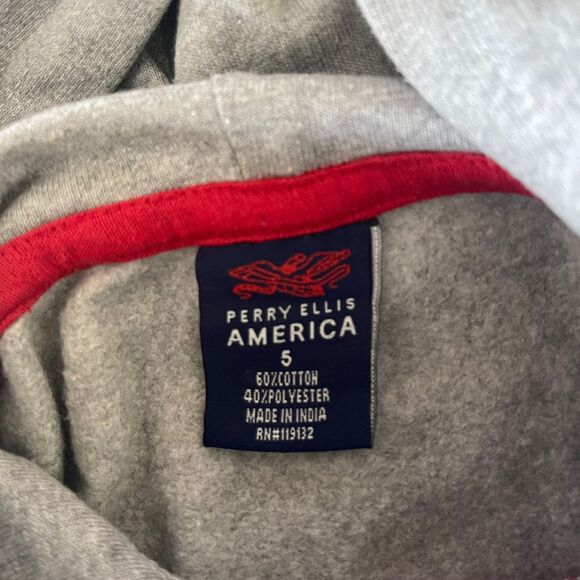 PERRY ELLIS
AMERICA
5
60%COTTON
40%POLYESTER
MADE IN INDIA
RN#119132